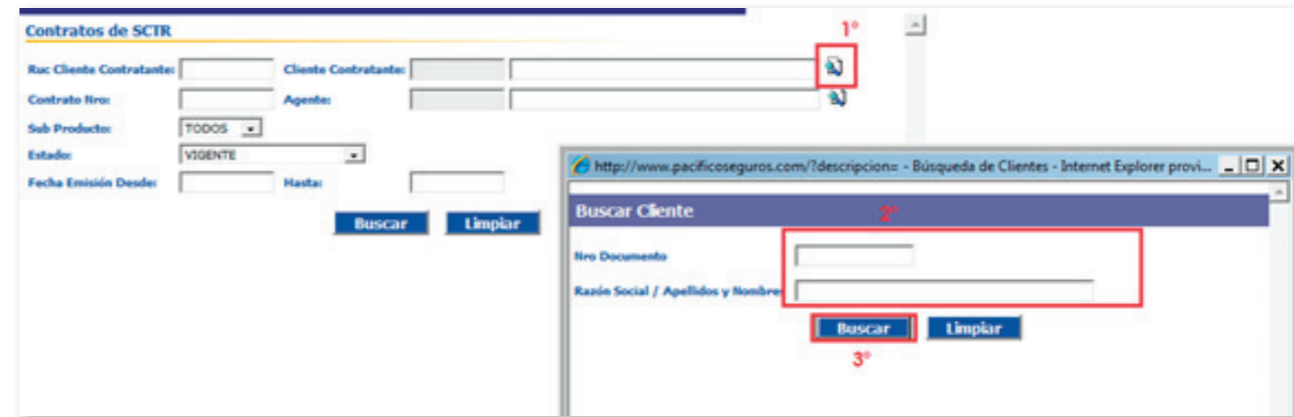 Contratos de SCTR
1°
Ruc Cliente Contratante: Cliente Contratante:
Contrato Nro: Agente:
Sub Producto: TODOS
Estado: VIGENTE
Fecha Emisión Desde: Hasta:
Buscar Limpiar
http://www.pacificoseguros.com/?descripcion= - Búsqueda de Clientes - Internet Explorer provi...
Buscar Cliente 2°
Nro Documento
Razón Social / Apellidos y Nombre
Buscar Limpiar
3°